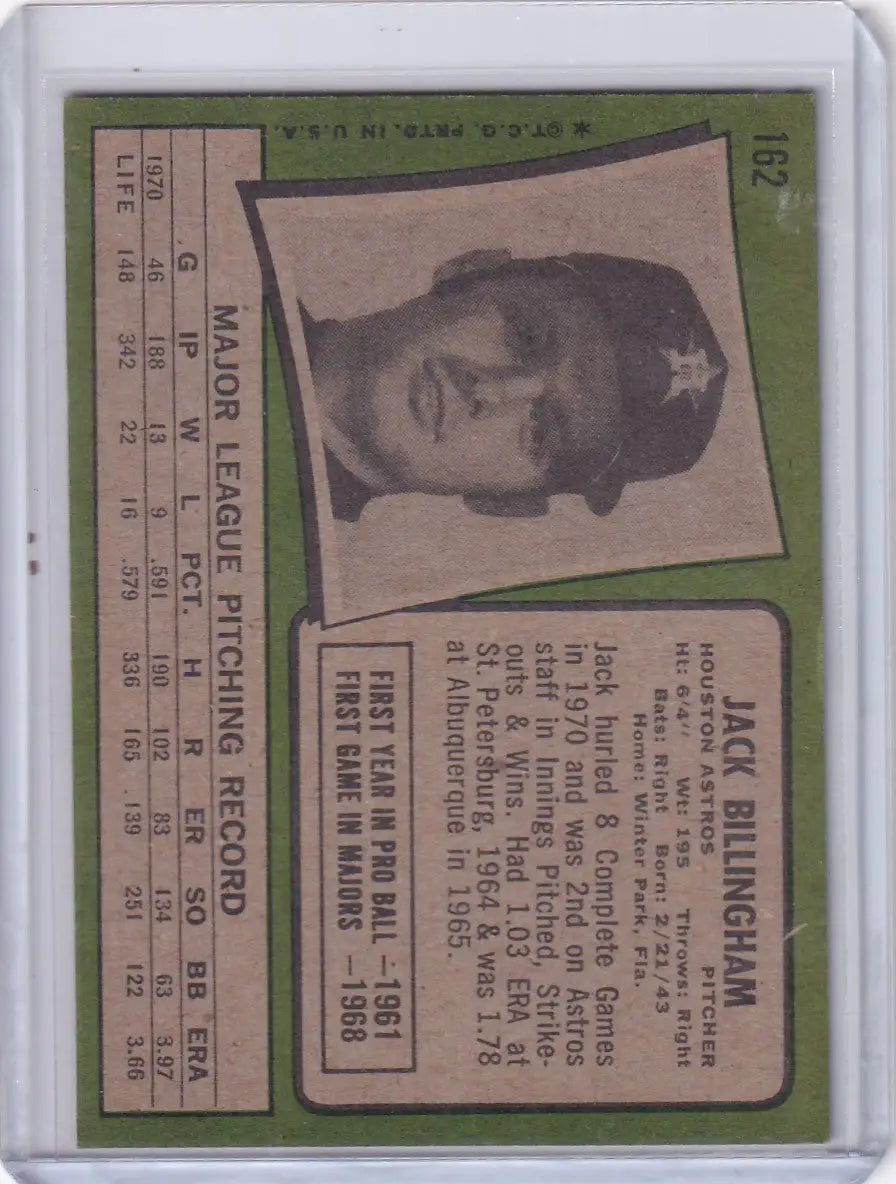 162
JACK BILLINGHAM
HOUSTON ASTROS PITCHER
Ht: 6'4" Wt: 195 Throws: Right
Bats: Right Born: 2/21/43
Home: Winter Park, Fla.
Jack hurled 8 Complete Games
in 1970 and was 2nd on Astros
staff in Innings Pitched, Strike-
outs & Wins. Had 1.03 ERA at
St. Petersburg, 1964 & was 1.78
at Albuquerque in 1965.
FIRST YEAR IN PRO BALL —1961
FIRST GAME IN MAJORS —1968
✶ ©T.C.G. PRTD. IN U.S.A.
MAJOR LEAGUE PITCHING RECORD
G IP W L PCT. H R ER SO BB ERA
1970 46 188 13 9 .591 190 102 83 134 63 3.97
LIFE 148 342 22 16 .579 336 165 139 251 122 3.66